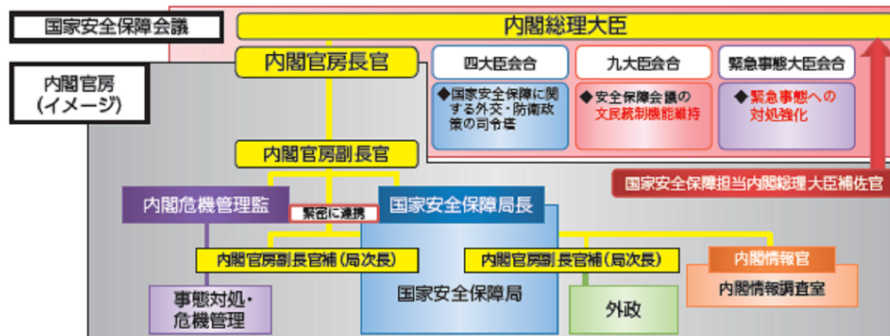 国家安全保障会議
内閣総理大臣
内閣官房
(イメージ)
内閣官房長官
四大臣会合
九大臣会合
緊急事態大臣会合
◆国家安全保障に関
する外交・防衛政
策の司令塔
◆安全保障会議の
文民統制機能維持
◆緊急事態への
対処強化
内閣官房副長官
国家安全保障担当内閣総理大臣補佐官
内閣危機管理監
緊密に連携
国家安全保障局長
内閣官房副長官補(局次長)
内閣官房副長官補(局次長)
内閣情報官
内閣情報調査室
事態対処・
危機管理
国家安全保障局
外政